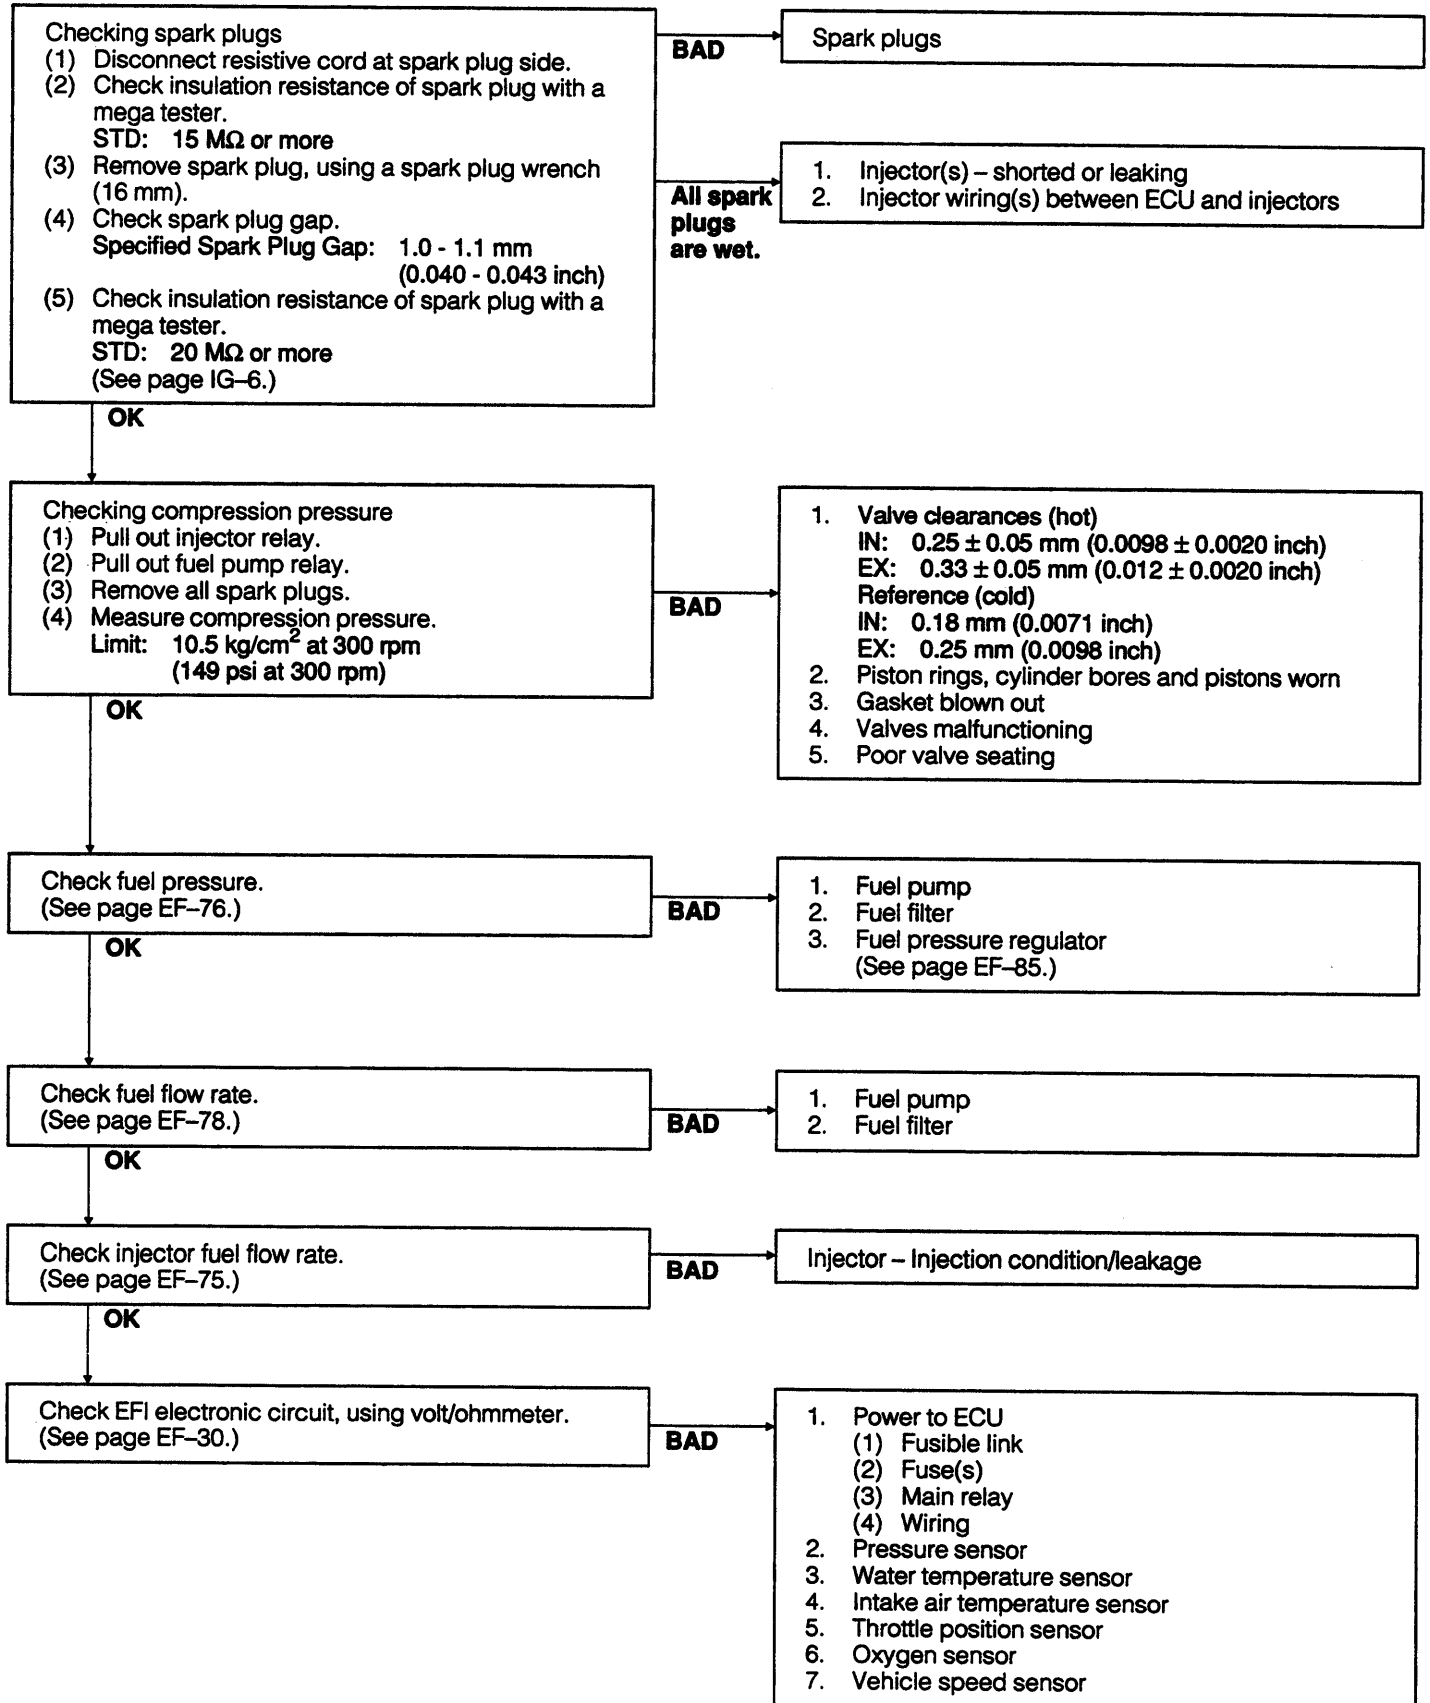 Checking spark plugs
(1) Disconnect resistive cord at spark plug side.
(2) Check insulation resistance of spark plug with a
mega tester.
STD: 15 MΩ or more
(3) Remove spark plug, using a spark plug wrench
(16 mm).
(4) Check spark plug gap.
Specified Spark Plug Gap: 1.0 - 1.1 mm
(0.040 - 0.043 inch)
(5) Check insulation resistance of spark plug with a
mega tester.
STD: 20 MΩ or more
(See page IG–6.)
BAD
Spark plugs
All spark
plugs
are wet.
1. Injector(s) – shorted or leaking
2. Injector wiring(s) between ECU and injectors
OK
Checking compression pressure
(1) Pull out injector relay.
(2) Pull out fuel pump relay.
(3) Remove all spark plugs.
(4) Measure compression pressure.
Limit: 10.5 kg/cm² at 300 rpm
(149 psi at 300 rpm)
BAD
1. Valve clearances (hot)
IN: 0.25 ± 0.05 mm (0.0098 ± 0.0020 inch)
EX: 0.33 ± 0.05 mm (0.012 ± 0.0020 inch)
Reference (cold)
IN: 0.18 mm (0.0071 inch)
EX: 0.25 mm (0.0098 inch)
2. Piston rings, cylinder bores and pistons worn
3. Gasket blown out
4. Valves malfunctioning
5. Poor valve seating
OK
Check fuel pressure.
(See page EF–76.)
BAD
1. Fuel pump
2. Fuel filter
3. Fuel pressure regulator
(See page EF–85.)
OK
Check fuel flow rate.
(See page EF–78.)
BAD
1. Fuel pump
2. Fuel filter
OK
Check injector fuel flow rate.
(See page EF–75.)
BAD
Injector – Injection condition/leakage
OK
Check EFI electronic circuit, using volt/ohmmeter.
(See page EF–30.)
BAD
1. Power to ECU
(1) Fusible link
(2) Fuse(s)
(3) Main relay
(4) Wiring
2. Pressure sensor
3. Water temperature sensor
4. Intake air temperature sensor
5. Throttle position sensor
6. Oxygen sensor
7. Vehicle speed sensor